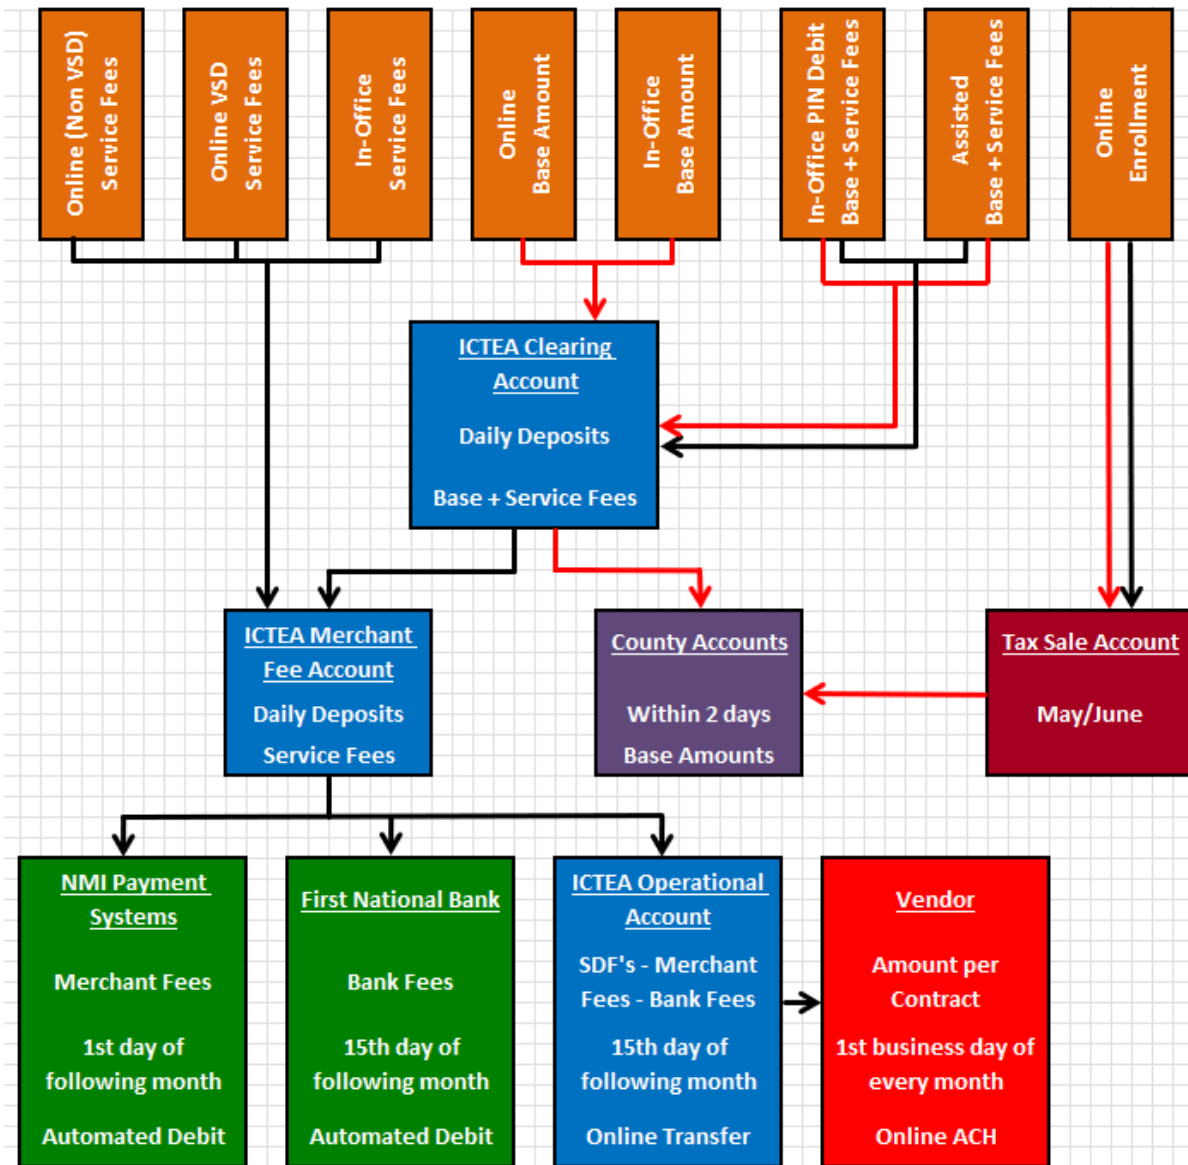 Online (Non VSD)
Service Fees
Online VSD
Service Fees
In-Office
Service Fees
Online
Base Amount
In-Office
Base Amount
In-Office PIN Debit
Base + Service Fees
Assisted
Base + Service Fees
Online
Enrollment
ICTEA Clearing
Account
Daily Deposits
Base + Service Fees
ICTEA Merchant
Fee Account
Daily Deposits
Service Fees
County Accounts
Within 2 days
Base Amounts
Tax Sale Account
May/June
NMI Payment
Systems
Merchant Fees
1st day of
following month
Automated Debit
First National Bank
Bank Fees
15th day of
following month
Automated Debit
ICTEA Operational
Account
SDF's - Merchant
Fees - Bank Fees
15th day of
following month
Online Transfer
Vendor
Amount per
Contract
1st business day of
every month
Online ACH